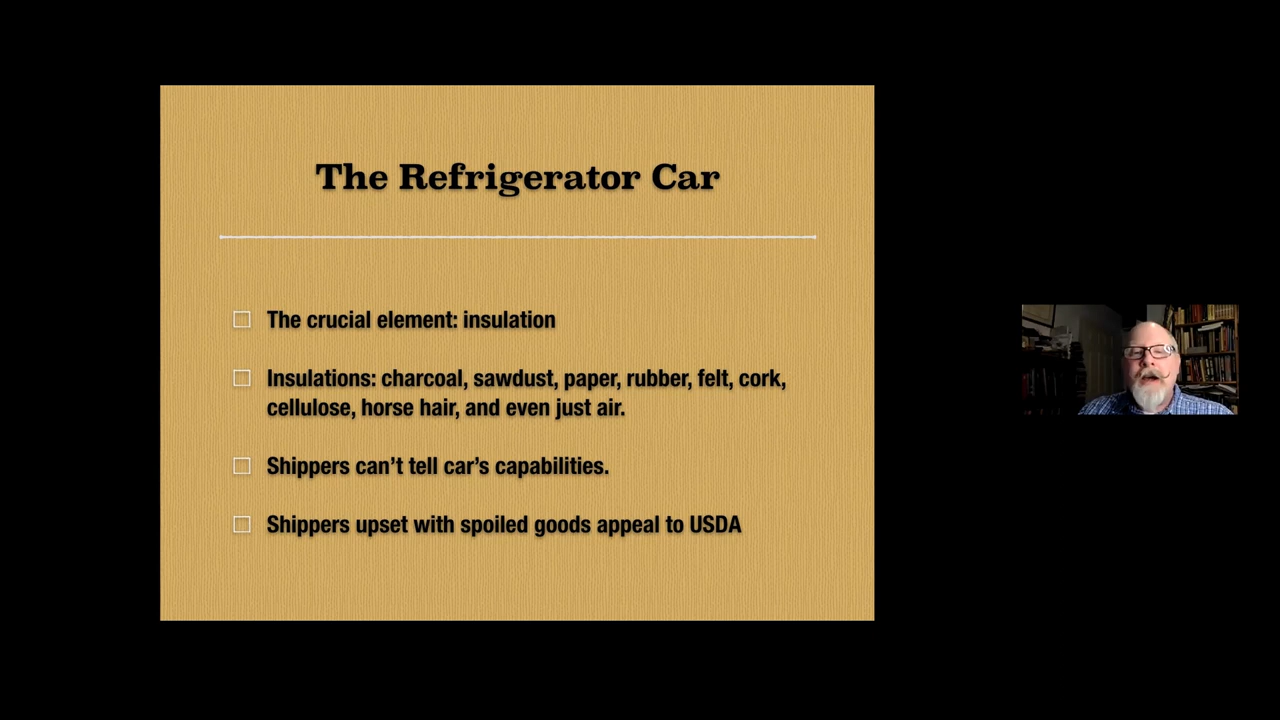 The Refrigerator Car
The crucial element: insulation
Insulations: charcoal, sawdust, paper, rubber, felt, cork,
cellulose, horse hair, and even just air.
Shippers can’t tell car’s capabilities.
Shippers upset with spoiled goods appeal to USDA